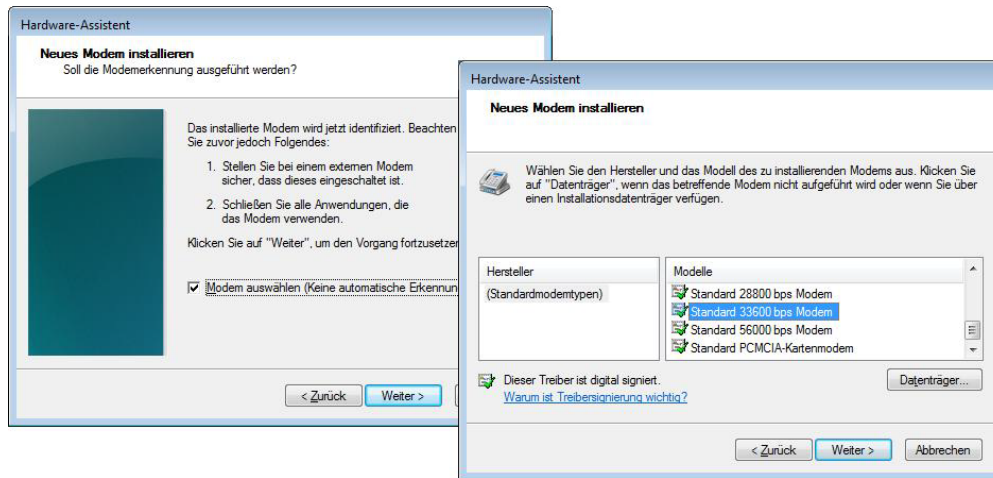 Hardware-Assistent
Neues Modem installieren
Soll die Modemerkennung ausgeführt werden?
Das installierte Modem wird jetzt identifiziert. Beachten
Sie zuvor jedoch Folgendes:
1. Stellen Sie bei einem externen Modem
sicher, dass dieses eingeschaltet ist.
2. Schließen Sie alle Anwendungen, die
das Modem verwenden.
Klicken Sie auf "Weiter", um den Vorgang
Modem auswählen (Keine automatische
< Zurück
Weiter >
Hardware-Assistent
Neues Modem installieren
Wählen Sie den Hersteller und das Modell des zu installierenden Modems aus. Klicken Sie
auf "Datenträger", wenn das betreffende Modem nicht aufgeführt wird oder wenn Sie über
einen Installationsdatenträger verfügen.
Hersteller
(Standardmodemtypen)
Modelle
Standard 28800 bps Modem
Standard 33600 bps Modem
Standard 56000 bps Modem
Standard PCMCIA-Kartenmodem
Dieser Treiber ist digital signiert.
Warum ist Treibersignierung wichtig?
Datenträger...
< Zurück
Weiter >
Abbrechen